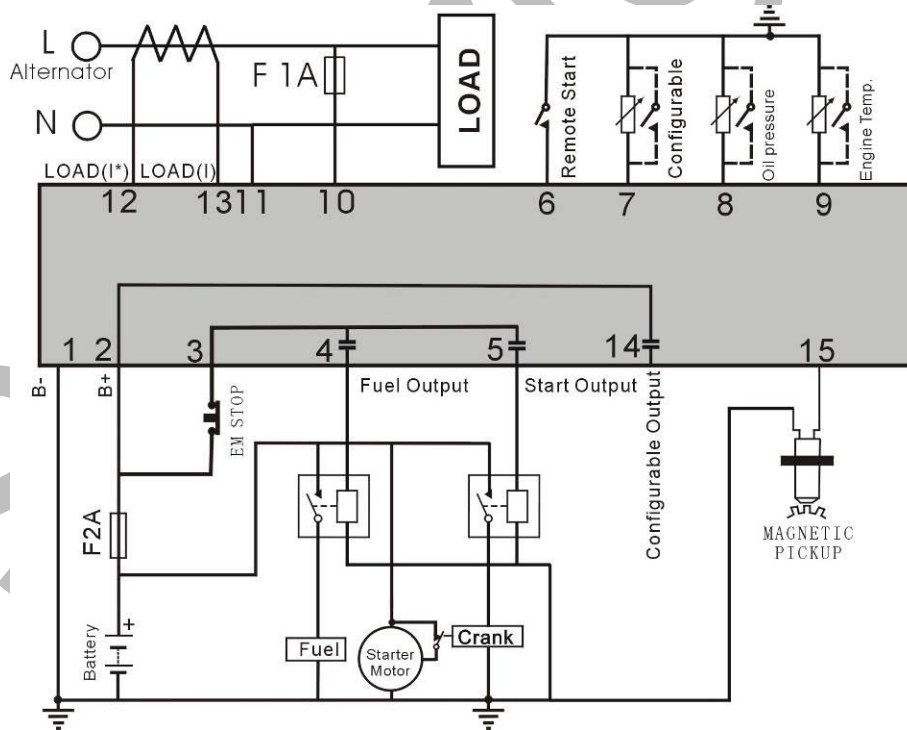 L
Alternator
N
F 1A
LOAD
Remote Start
Configurable
Oil pressure
Engine Temp.
LOAD(I*)
LOAD(I)
12
13
11
10
6
7
8
9
1
2
3
4
5
14
15
B-
B+
EM STOP
Fuel Output
Start Output
Configurable Output
F2A
MAGNETIC
PICKUP
Battery
+
Fuel
Starter
Motor
Crank